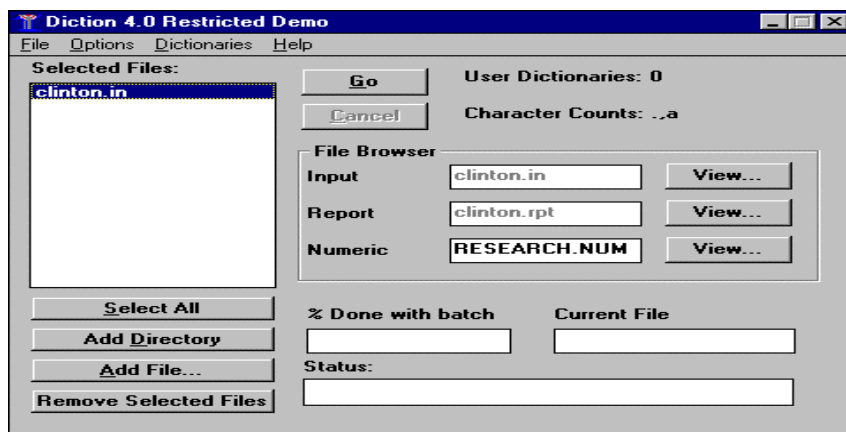 Diction 4.0 Restricted Demo
File Options Dictionaries Help
Selected Files:
clinton.in
Go
User Dictionaries: 0
Cancel
Character Counts: .,a
File Browser
Input clinton.in View...
Report clinton.rpt View...
Numeric RESEARCH.NUM View...
Select All
Add Directory
Add File...
Remove Selected Files
% Done with batch
Current File
Status: